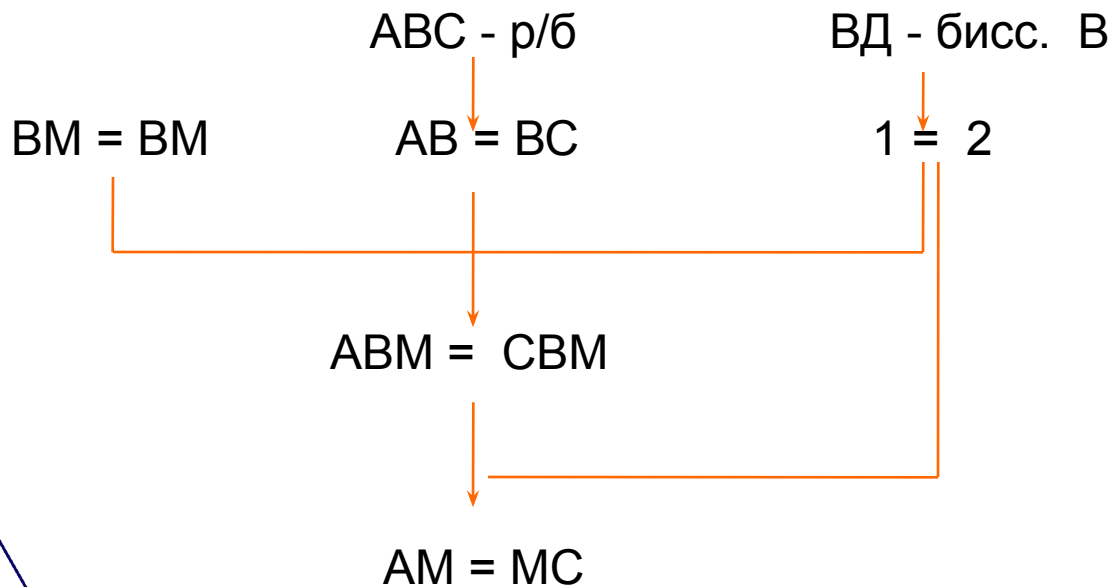 АВС - р/б ВД - бисс. В
ВМ = ВМ АВ = ВС 1 = 2
АВМ = СВМ
АМ = МС